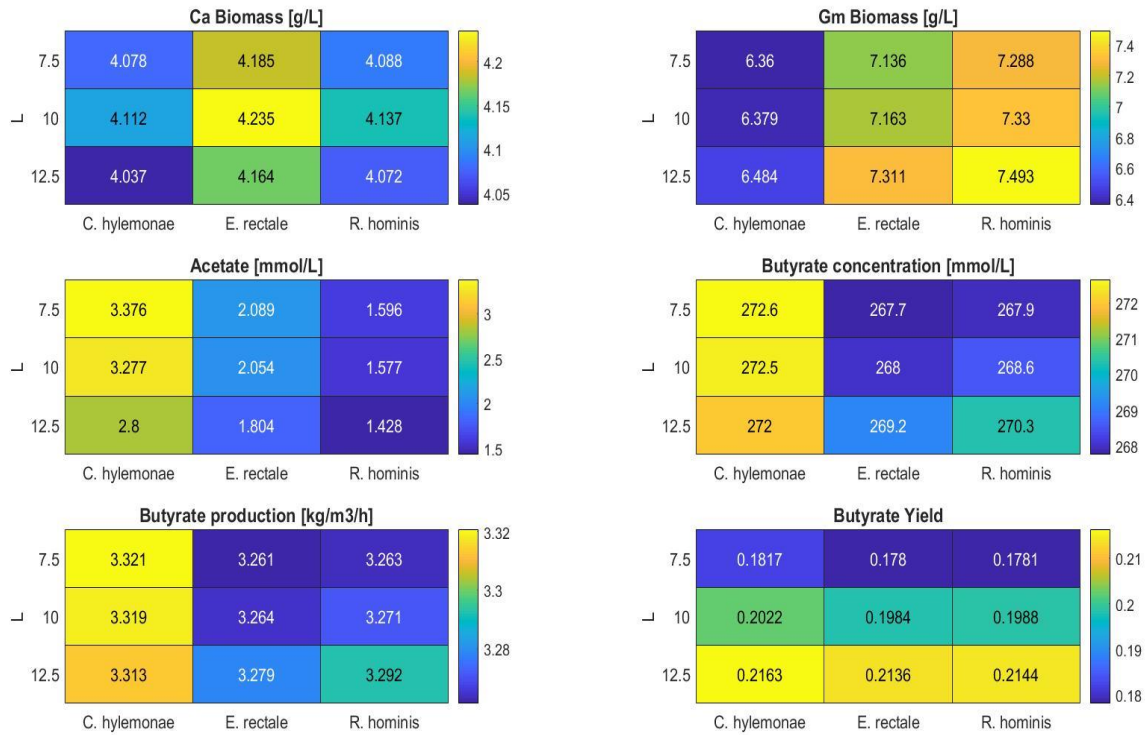 Ca Biomass [g/L]
7.5 4.078 4.185 4.088
L 10 4.112 4.235 4.137
12.5 4.037 4.164 4.072
C. hylemonae E. rectale R. hominis
4.2
4.15
4.1
4.05
Gm Biomass [g/L]
7.5 6.36 7.136 7.288
L 10 6.379 7.163 7.33
12.5 6.484 7.311 7.493
C. hylemonae E. rectale R. hominis
7.4
7.2
7
6.8
6.6
6.4
Acetate [mmol/L]
7.5 3.376 2.089 1.596
L 10 3.277 2.054 1.577
12.5 2.8 1.804 1.428
C. hylemonae E. rectale R. hominis
3
2.5
2
1.5
Butyrate concentration [mmol/L]
7.5 272.6 267.7 267.9
L 10 272.5 268 268.6
12.5 272 269.2 270.3
C. hylemonae E. rectale R. hominis
272
271
270
269
268
Butyrate production [kg/m3/h]
7.5 3.321 3.261 3.263
L 10 3.319 3.264 3.271
12.5 3.313 3.279 3.292
C. hylemonae E. rectale R. hominis
3.32
3.3
3.28
Butyrate Yield
7.5 0.1817 0.178 0.1781
L 10 0.2022 0.1984 0.1988
12.5 0.2163 0.2136 0.2144
C. hylemonae E. rectale R. hominis
0.21
0.2
0.19
0.18